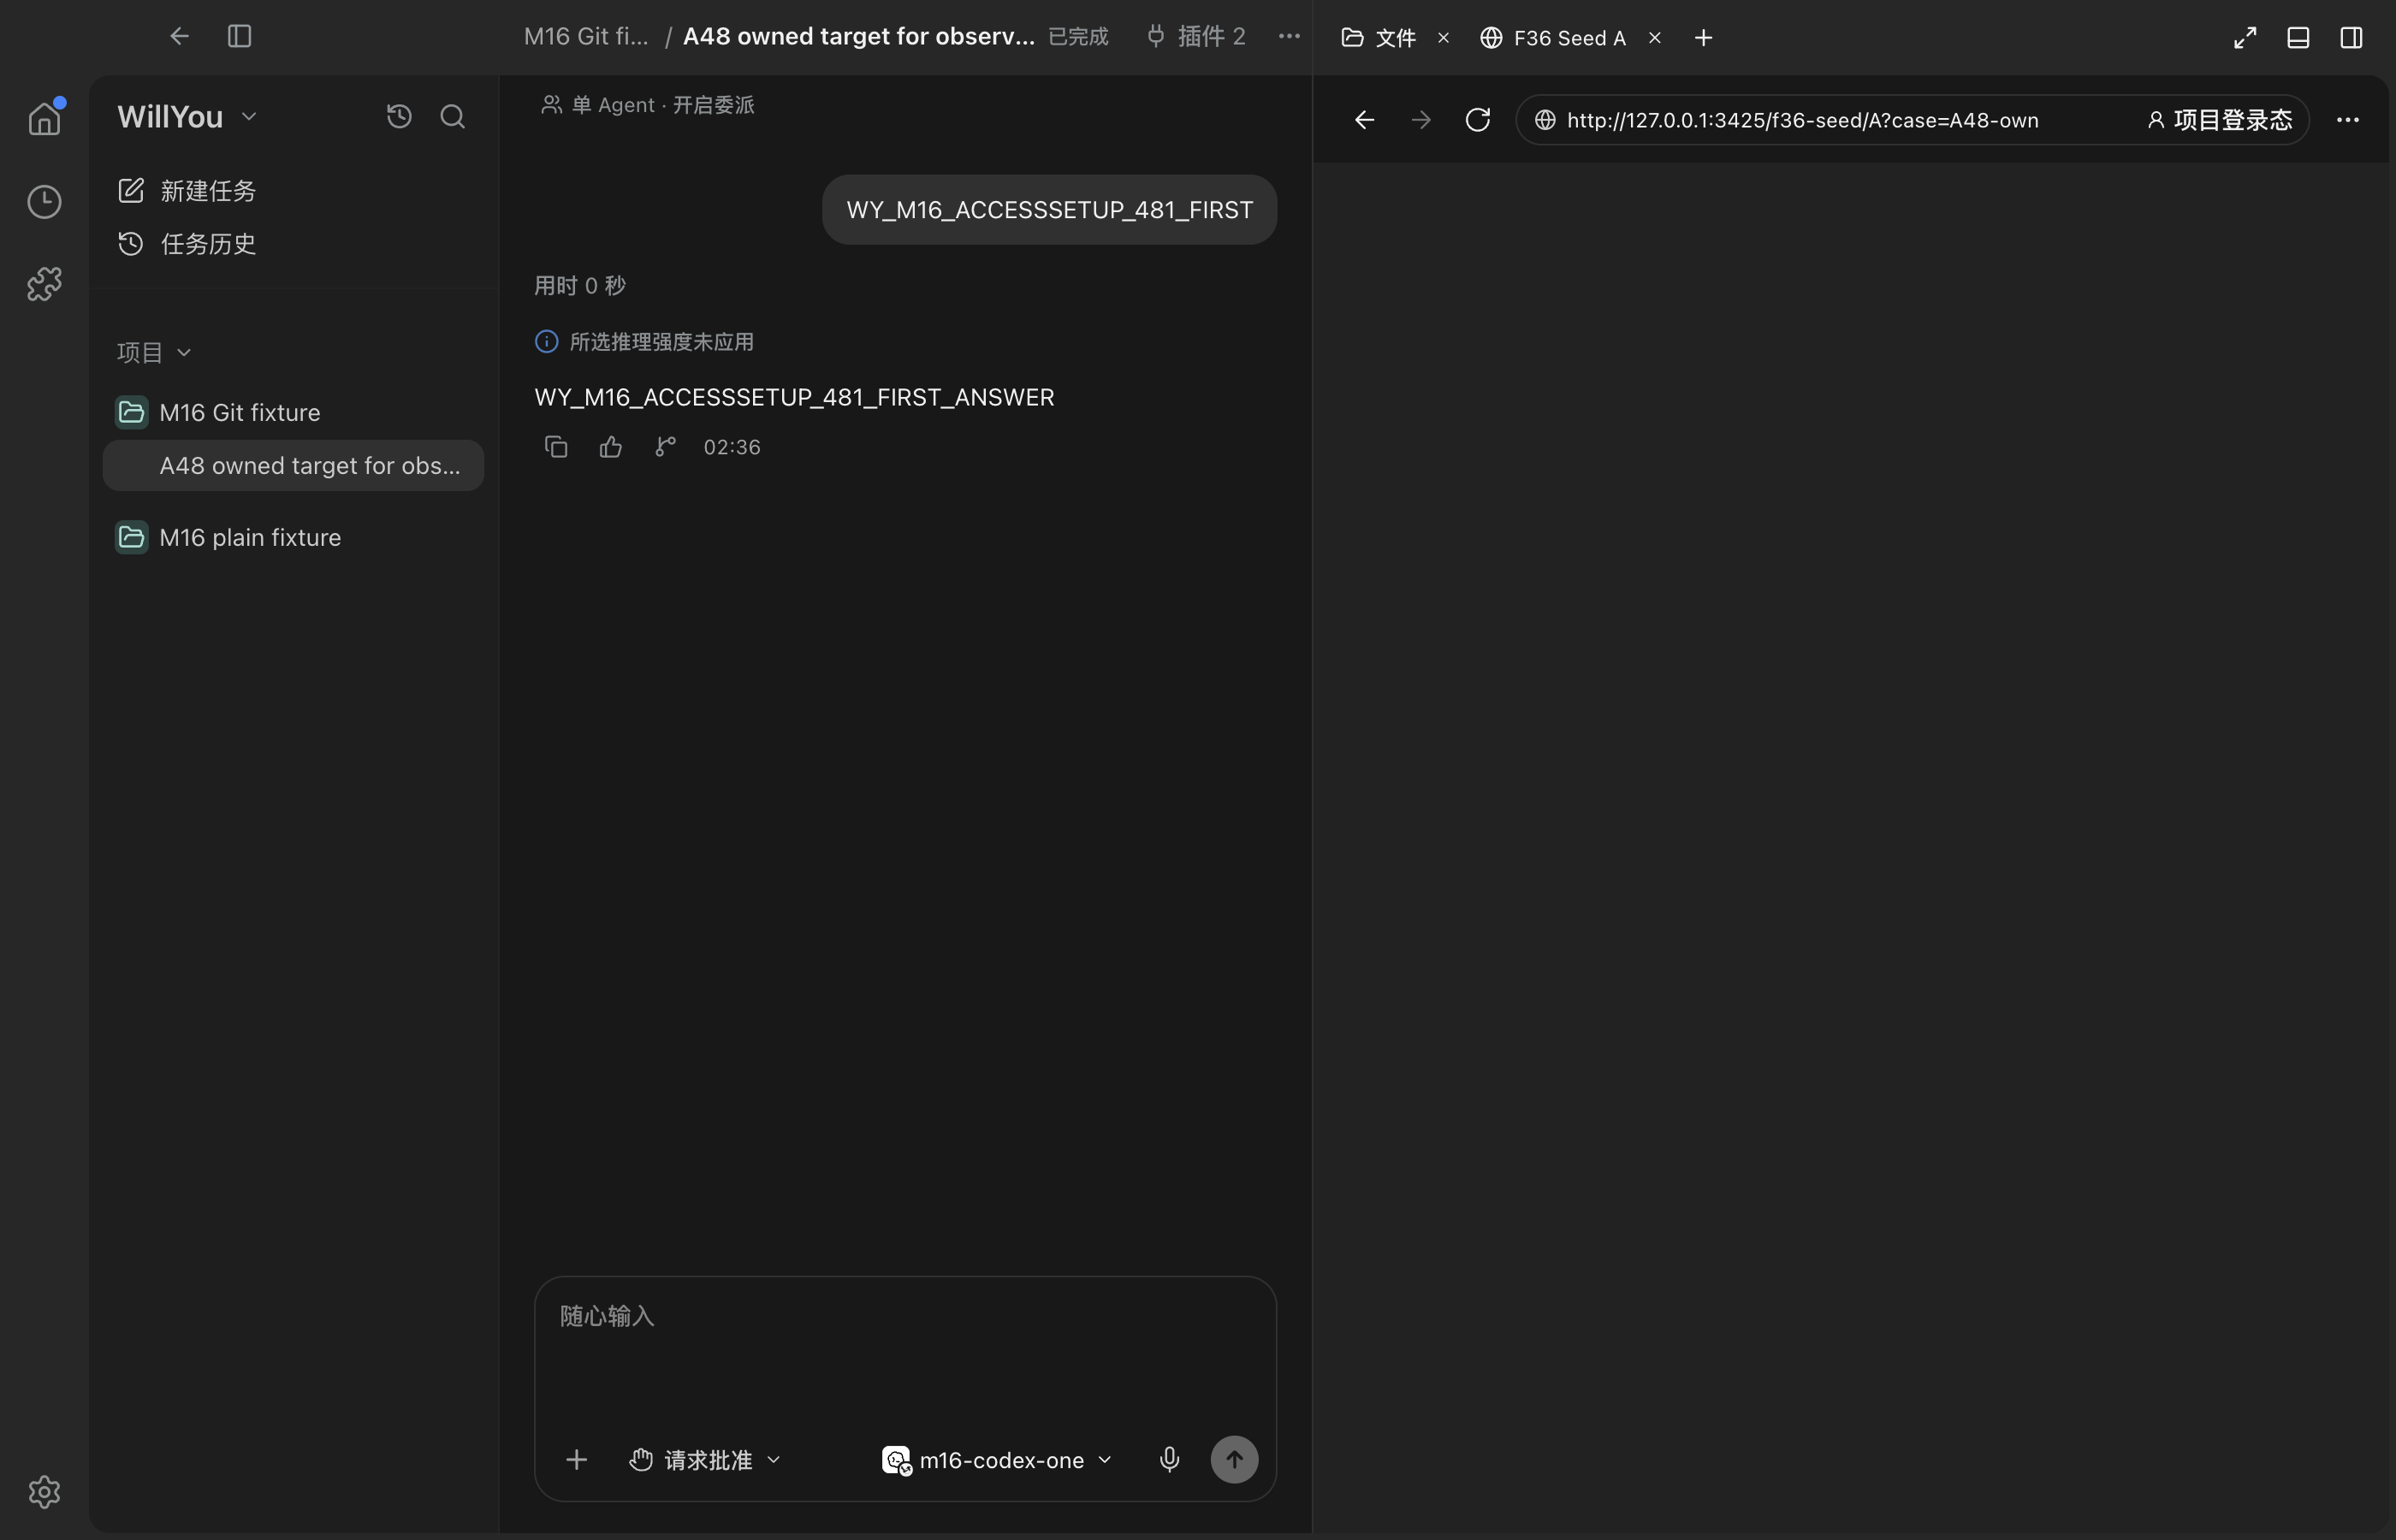 M16 Git fi... / A48 owned target for observ... 已完成 插件 2
文件 F36 Seed A
WillYou
新建任务
任务历史
项目
M16 Git fixture
A48 owned target for obs...
M16 plain fixture
单 Agent · 开启委派
WY_M16_ACCESSSETUP_481_FIRST
用时 0 秒
所选推理强度未应用
WY_M16_ACCESSSETUP_481_FIRST_ANSWER
02:36
随心输入
请求批准 m16-codex-one
http://127.0.0.1:3425/f36-seed/A?case=A48-own 项目登录态